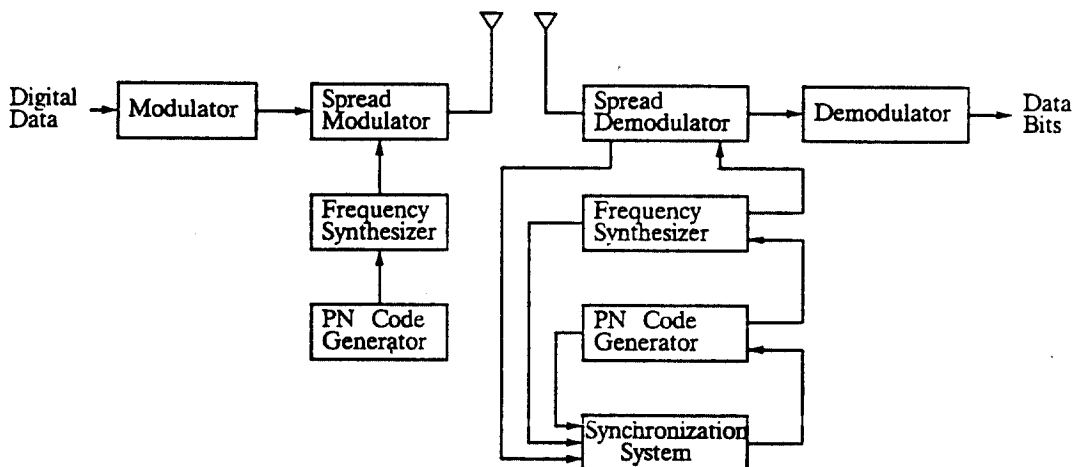 Digital
Data
Modulator
Spread
Modulator
Frequency
Synthesizer
PN Code
Generator
Spread
Demodulator
Demodulator
Data
Bits
Frequency
Synthesizer
PN Code
Generator
Synchronization
System